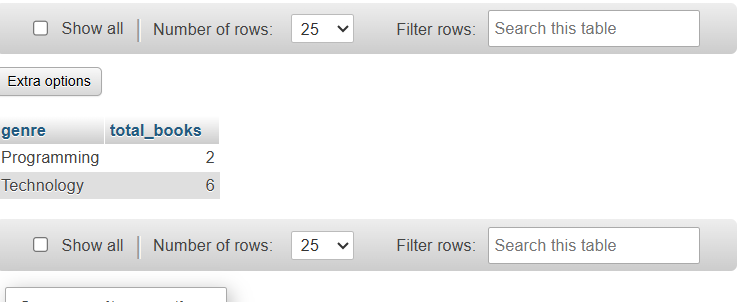 Show all Number of rows: 25 Filter rows: Search this table
Extra options
genre total_books
Programming 2
Technology 6
Show all Number of rows: 25 Filter rows: Search this table